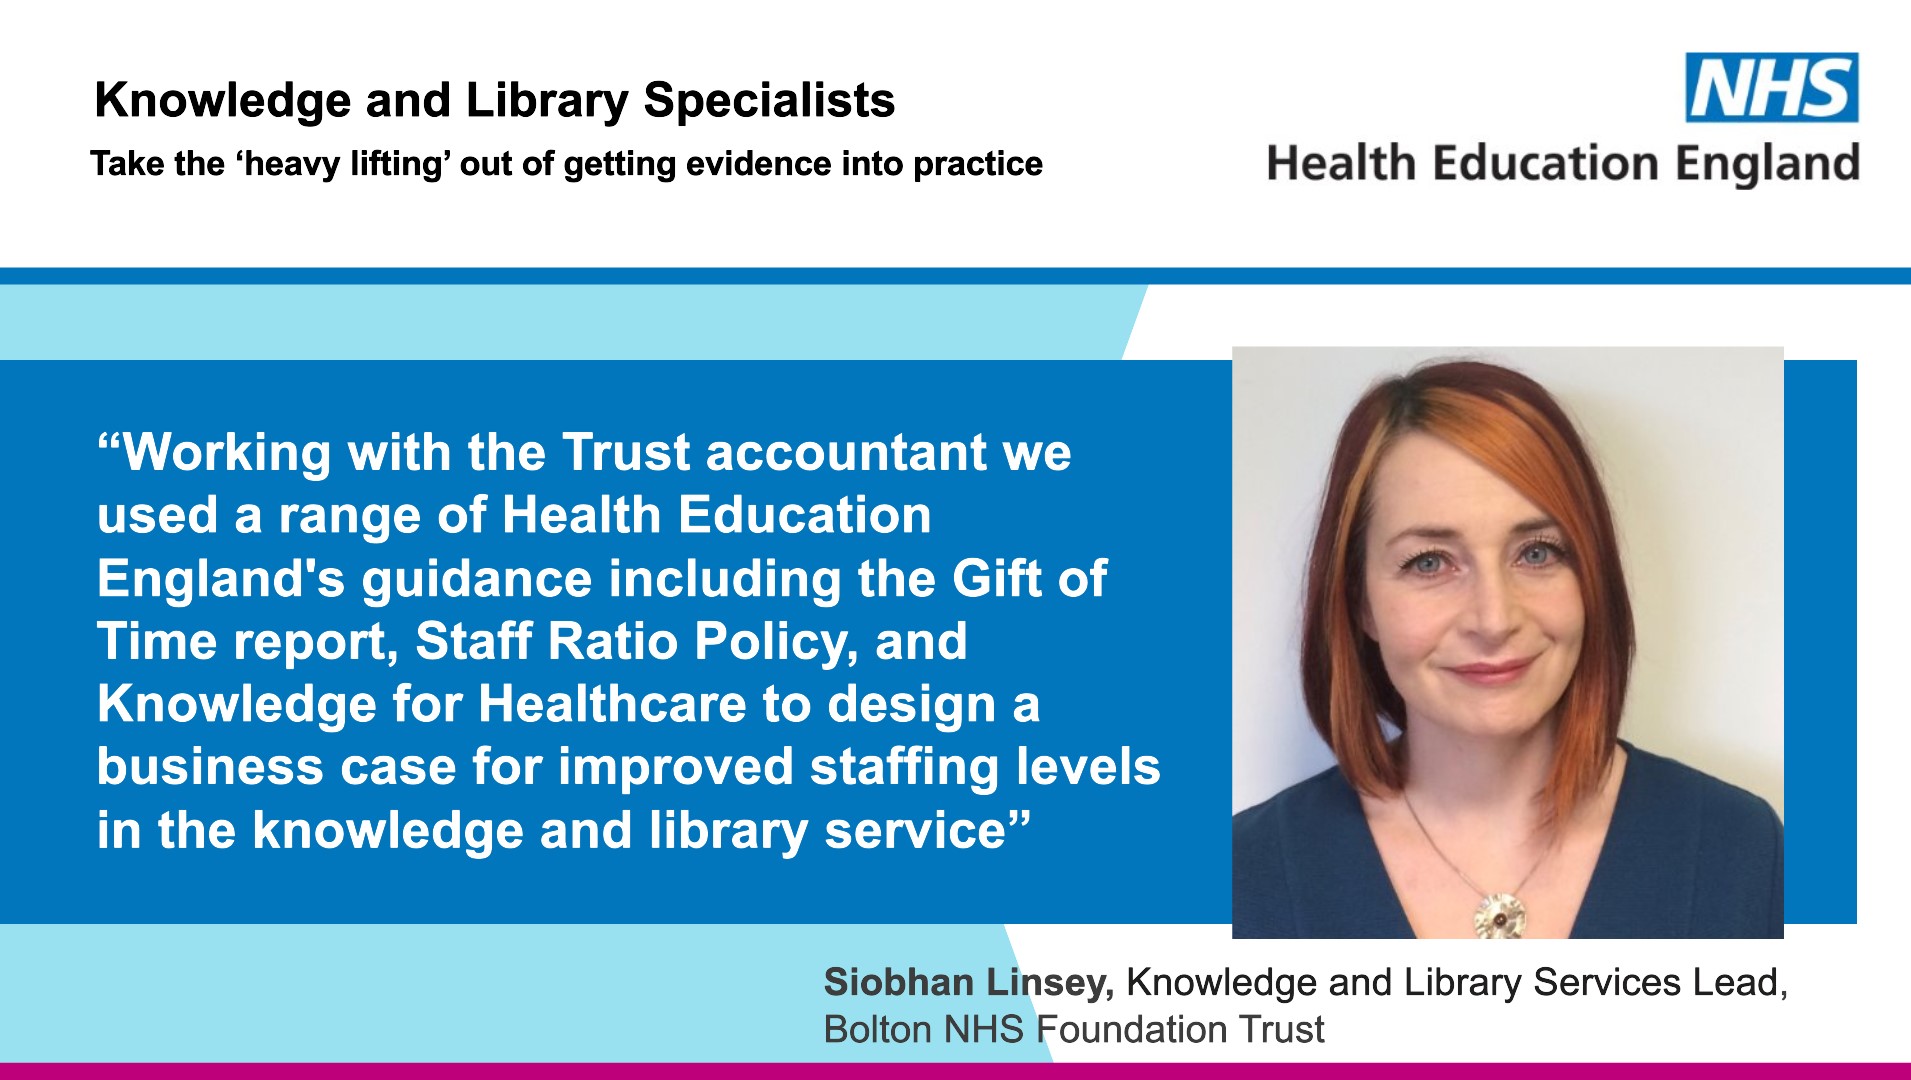 Knowledge and Library Specialists
Take the ‘heavy lifting’ out of getting evidence into practice
NHS
Health Education England
“Working with the Trust accountant we
used a range of Health Education
England's guidance including the Gift of
Time report, Staff Ratio Policy, and
Knowledge for Healthcare to design a
business case for improved staffing levels
in the knowledge and library service”
Siobhan Linsey, Knowledge and Library Services Lead,
Bolton NHS Foundation Trust